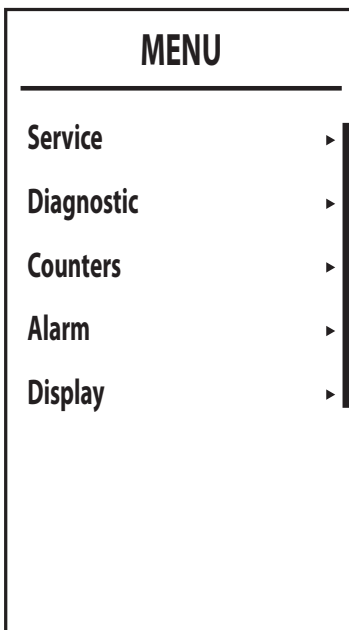 MENU
Service
Diagnostic
Counters
Alarm
Display